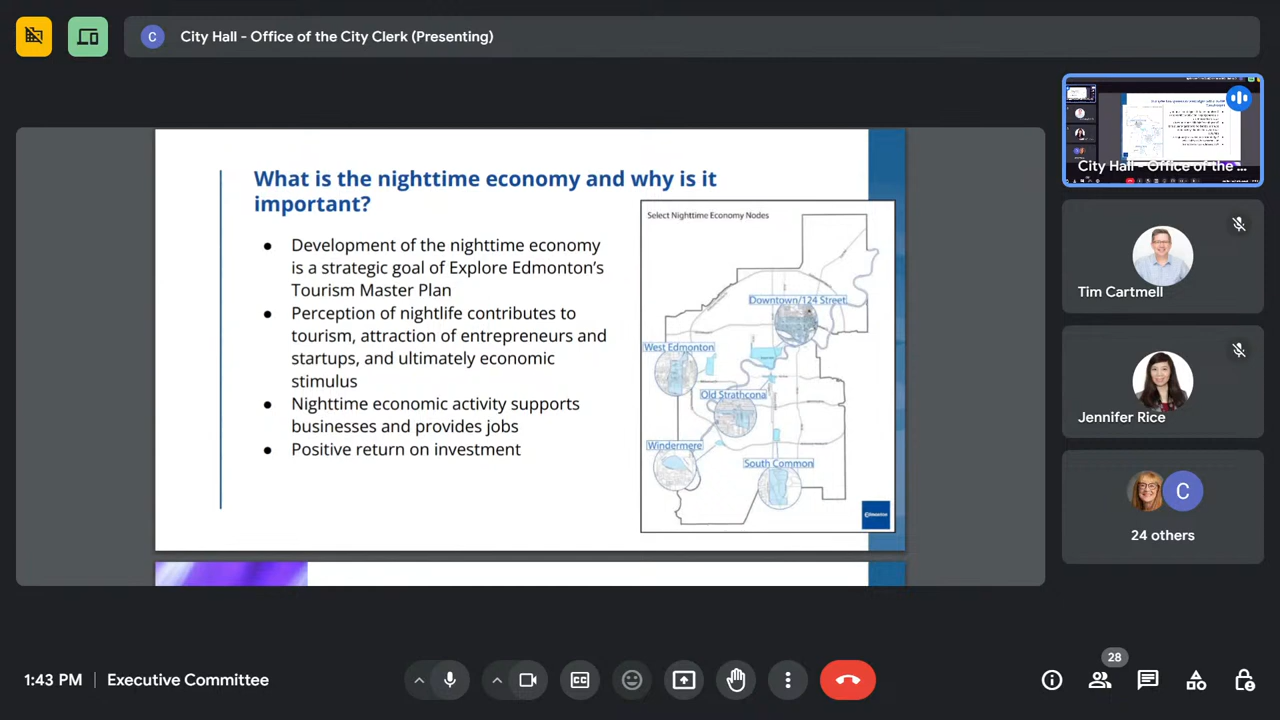 City Hall - Office of the City Clerk (Presenting)
C
What is the nighttime economy and why is it
important?
● Development of the nighttime economy
is a strategic goal of Explore Edmonton's
Tourism Master Plan
● Perception of nightlife contributes to
tourism, attraction of entrepreneurs and
startups, and ultimately economic
stimulus
● Nighttime economic activity supports
businesses and provides jobs
● Positive return on investment
Select Nighttime Economy Nodes
Downtown/124 Street
West Edmonton
Old Strathcona
Windermere
South Common
Edmonton
City Hall - Office of the ...
Tim Cartmell
Jennifer Rice
C
24 others
1:43 PM | Executive Committee
CC
28